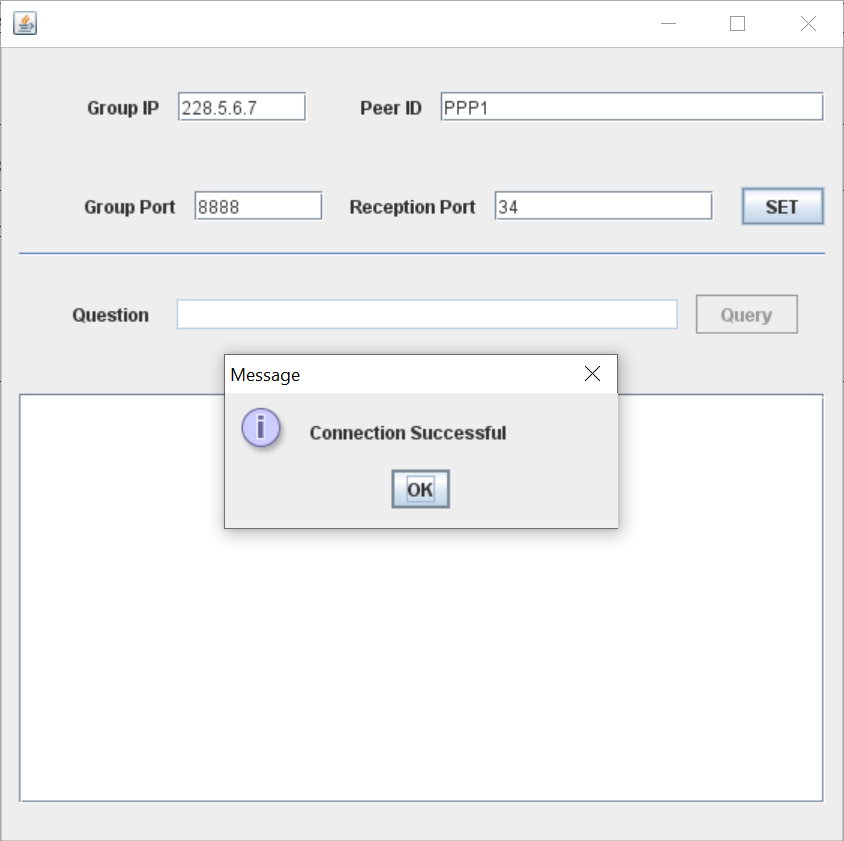 Group IP 228.5.6.7 Peer ID PPP1
Group Port 8888 Reception Port 34 SET
Question Query
Message
Connection Successful
OK